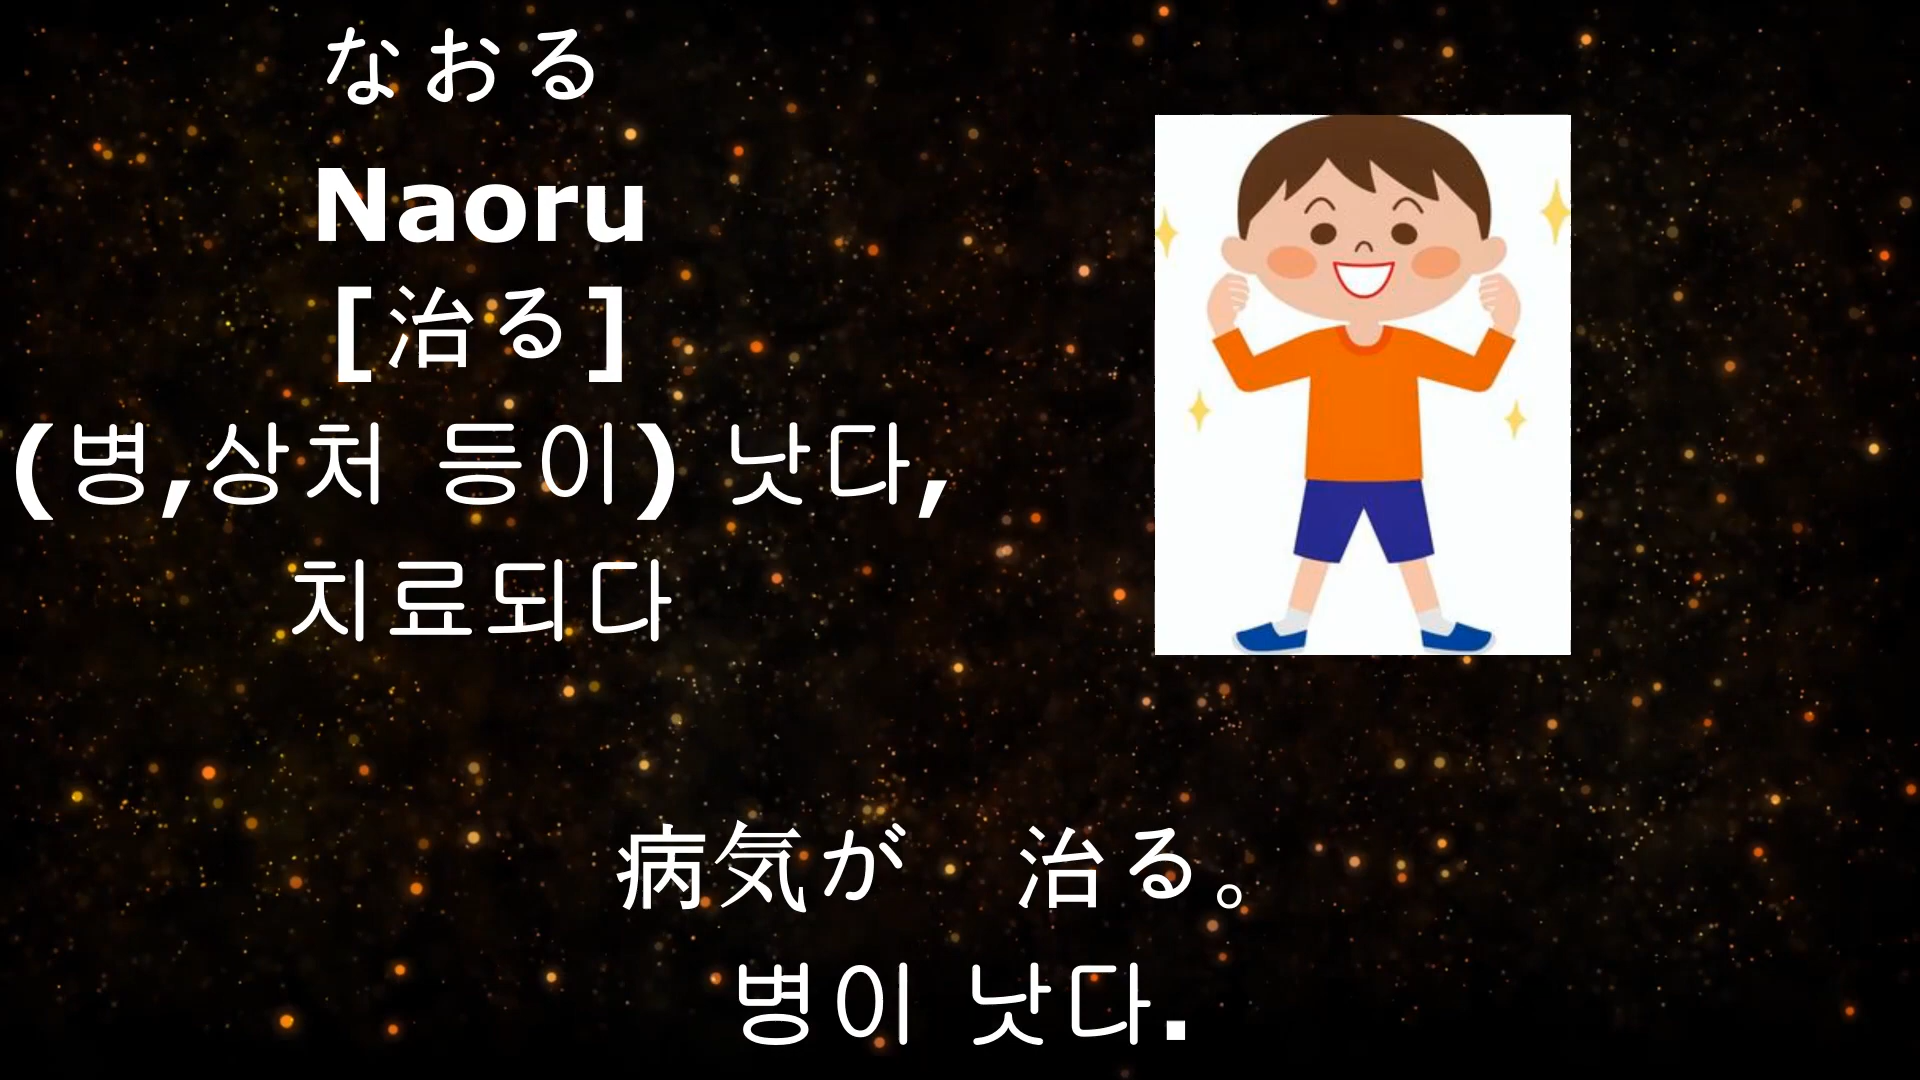 なおる
Naoru
[治る]
(병,상처 등이) 낫다,
치료되다
病気が　治る。
병이 낫다.